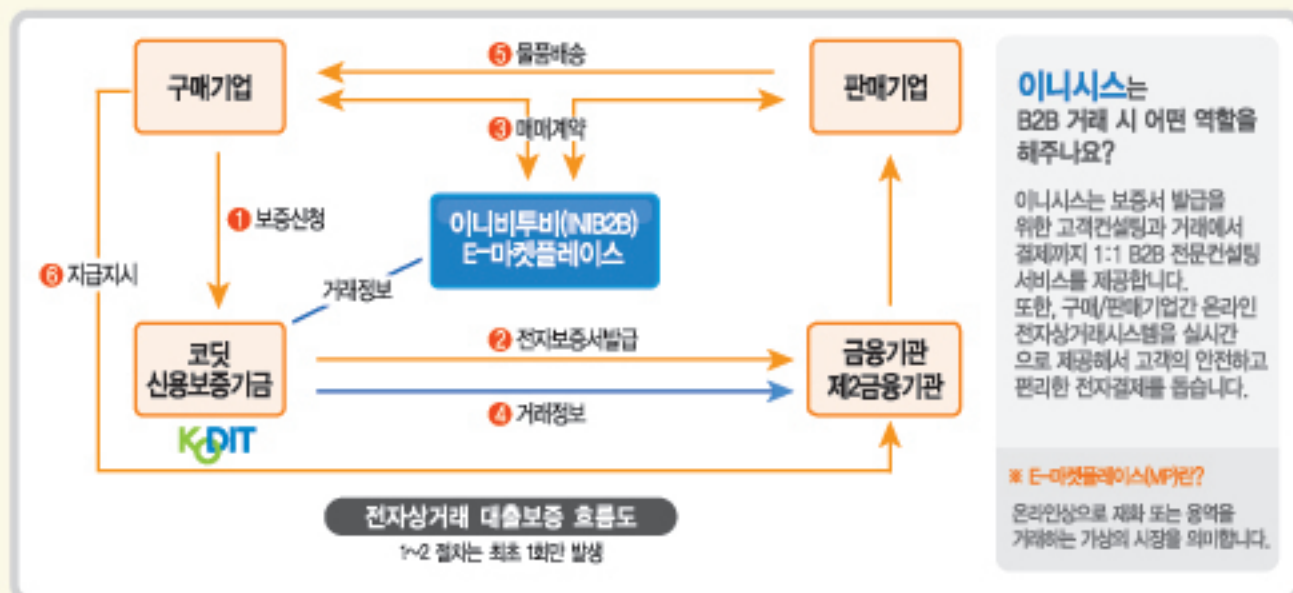 구매기업
❺ 물품배송
판매기업
❸ 매매계약
❶ 보증신청
이니비투비(INIB2B)
E-마켓플레이스
❻ 지급지시
거래정보
코딧
신용보증기금
KODIT
❷ 전자보증서발급
❹ 거래정보
금융기관
제2금융기관
전자상거래 대출보증 흐름도
1~2 절차는 최초 1회만 발생
이니시스는
B2B 거래 시 어떤 역할을
해주나요?
이니시스는 보증서 발급을
위한 고객컨설팅과 거래에서
결제까지 1:1 B2B 전문컨설팅
서비스를 제공합니다.
또한, 구매/판매기업간 온라인
전자상거래시스템을 실시간
으로 제공해서 고객의 안전하고
편리한 전자결제를 돕습니다.
※ E-마켓플레이스(MP)란?
온라인상으로 재화 또는 용역을
거래하는 가상의 시장을 의미합니다.